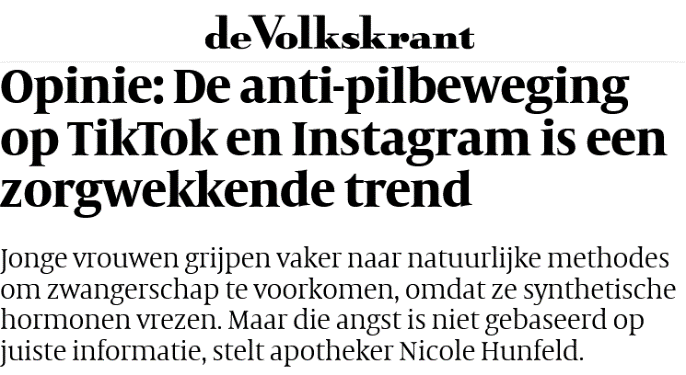 deVolkskrant
Opinie: De anti-pilbeweging
op TikTok en Instagram is een
zorgwekkende trend
Jonge vrouwen grijpen vaker naar natuurlijke methodes
om zwangerschap te voorkomen, omdat ze synthetische
hormonen vrezen. Maar die angst is niet gebaseerd op
juiste informatie, stelt apotheker Nicole Hunfeld.